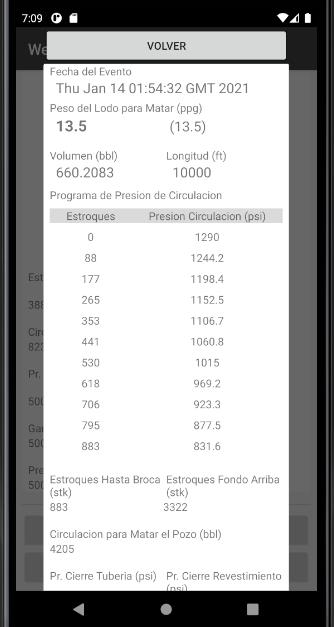 7:09
VOLVER
We
Fecha del Evento
Thu Jan 14 01:54:32 GMT 2021
Peso del Lodo para Matar (ppg)
13.5 (13.5)
Volumen (bbl) Longitud (ft)
660.2083 10000
Programa de Presion de Circulacion
Estroques Presion Circulacion (psi)
0 1290
88 1244.2
Est 177 1198.4
388 265 1152.5
Cir 353 1106.7
823 441 1060.8
Pr. 530 1015
500 618 969.2
706 923.3
Gar 795 877.5
500 883 831.6
Pre Estroques Hasta Broca Estroques Fondo Arriba
500 (stk) (stk)
883 3322
Circulacion para Matar el Pozo (bbl)
4205
Pr. Cierre Tuberia (psi) Pr. Cierre Revestimiento
(psi)